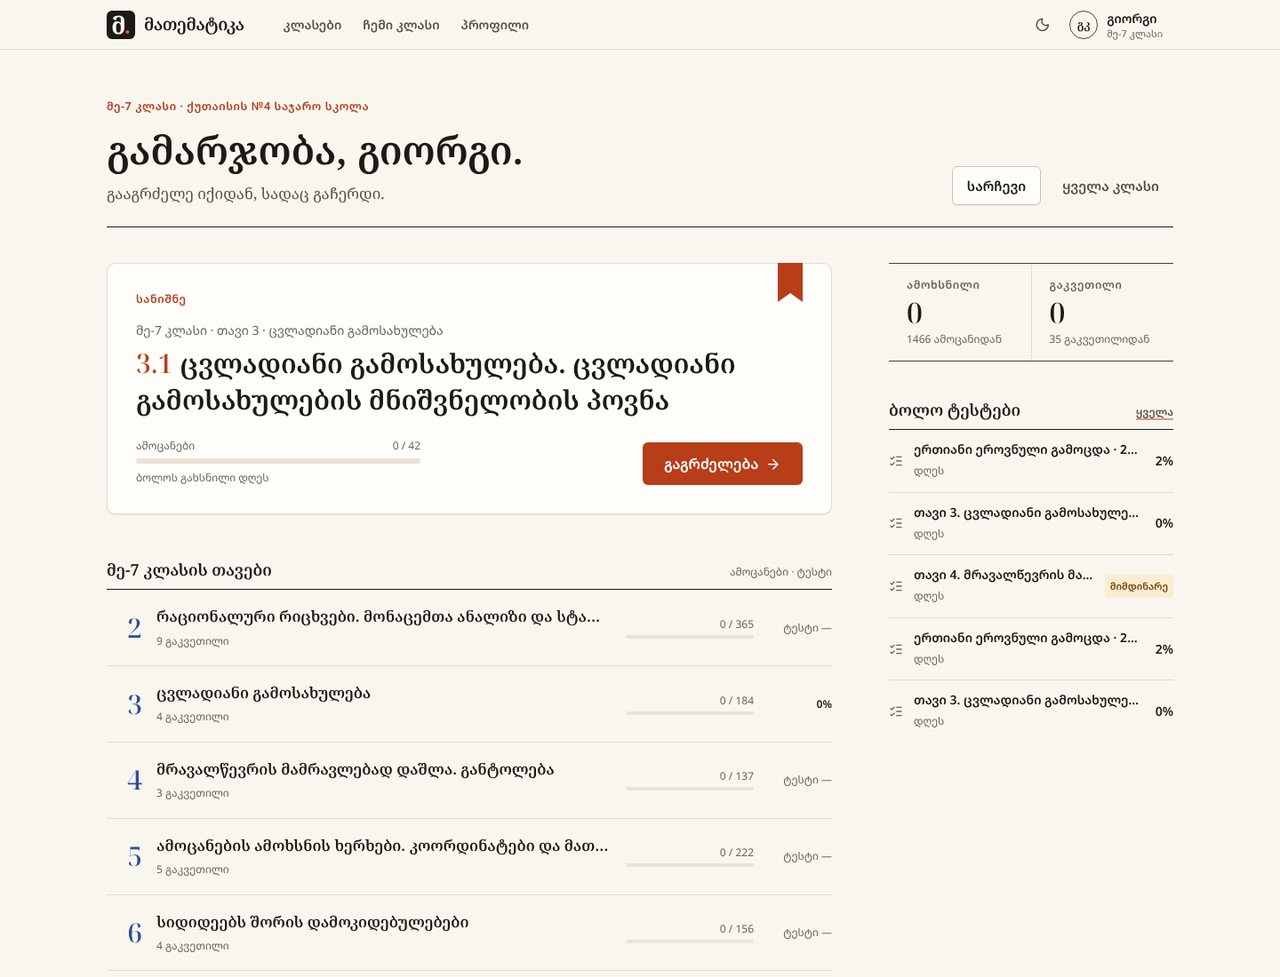 მ. მათემატიკა
კლასები
ჩემი კლასი
პროფილი
გკ
გიორგი
მე-7 კლასი
მე-7 კლასი · ქუთაისის №4 საჯარო სკოლა
გამარჯობა, გიორგი.
გააგრძელე იქიდან, სადაც გაჩერდი.
სარჩევი
ყველა კლასი
სანიშნე
მე-7 კლასი · თავი 3 · ცვლადიანი გამოსახულება
3.1 ცვლადიანი გამოსახულება. ცვლადიანი
გამოსახულების მნიშვნელობის პოვნა
ამოცანები
0 / 42
ბოლოს გახსნილი დღეს
გაგრძელება →
ამოხსნილი
0
1466 ამოცანიდან
გაკვეთილი
0
35 გაკვეთილიდან
ბოლო ტესტები
ყველა
ერთიანი ეროვნული გამოცდა · 2...
დღეს
2%
თავი 3. ცვლადიანი გამოსახულე...
დღეს
0%
თავი 4. მრავალწევრის მა...
დღეს
მიმდინარე
ერთიანი ეროვნული გამოცდა · 2...
დღეს
2%
თავი 3. ცვლადიანი გამოსახულე...
დღეს
0%
მე-7 კლასის თავები
ამოცანები · ტესტი
2
რაციონალური რიცხვები. მონაცემთა ანალიზი და სტა...
9 გაკვეთილი
0 / 365
ტესტი —
3
ცვლადიანი გამოსახულება
4 გაკვეთილი
0 / 184
0%
4
მრავალწევრის მამრავლებად დაშლა. განტოლება
3 გაკვეთილი
0 / 137
ტესტი —
5
ამოცანების ამოხსნის ხერხები. კოორდინატები და მათ...
5 გაკვეთილი
0 / 222
ტესტი —
6
სიდიდეებს შორის დამოკიდებულებები
4 გაკვეთილი
0 / 156
ტესტი —